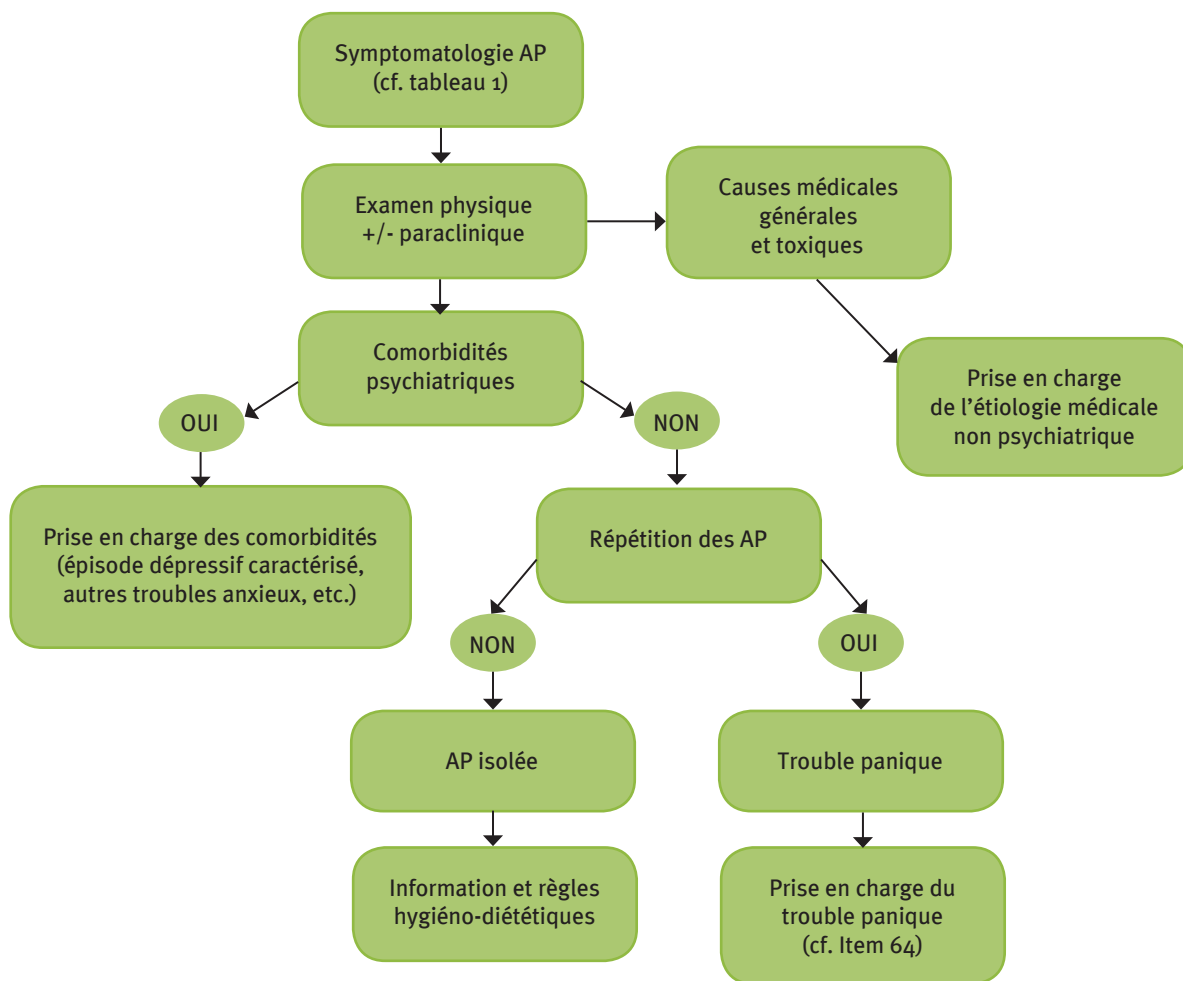 Symptomatologie AP
(cf. tableau 1)
Examen physique
+/- paraclinique
Causes médicales
générales
et toxiques
Comorbidités
psychiatriques
Prise en charge
de l’étiologie médicale
non psychiatrique
OUI
NON
Prise en charge des comorbidités
(épisode dépressif caractérisé,
autres troubles anxieux, etc.)
Répétition des AP
NON
OUI
AP isolée
Trouble panique
Information et règles
hygiéno-diététiques
Prise en charge du
trouble panique
(cf. Item 64)